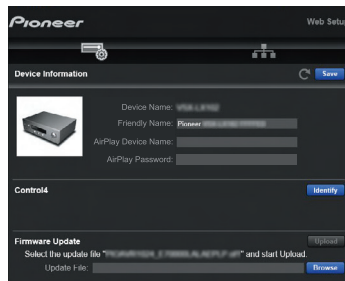 Pioneer
Web Setu
Device Information
Save
Device Name:
Friendly Name: Pioneer
AirPlay Device Name:
AirPlay Password:
Control4
Identify
Firmware Update
Upload
Select the update file "" and start Upload.
Update File:
Browse